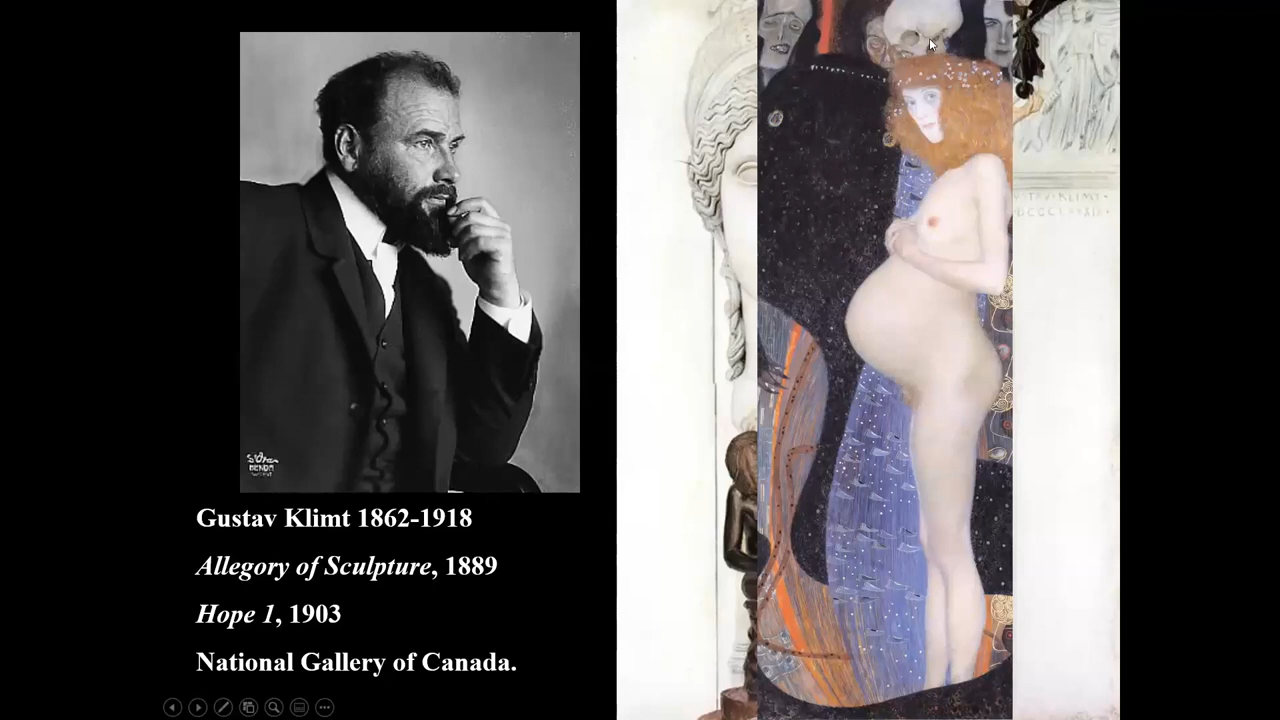 Gustav Klimt 1862-1918
Allegory of Sculpture, 1889
Hope 1, 1903
National Gallery of Canada.